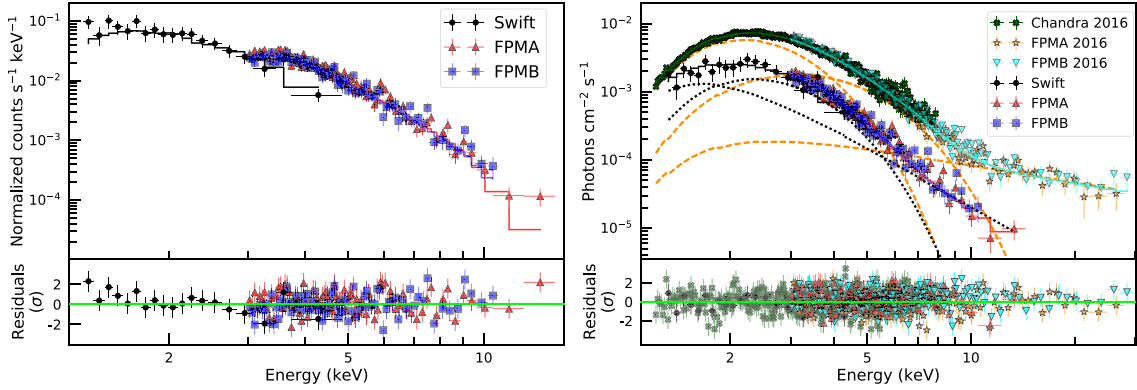 Normalized counts s⁻¹ keV⁻¹
10⁻¹
10⁻²
10⁻³
10⁻⁴
Swift
FPMA
FPMB
Residuals
(σ)
2
0
-2
2
5
10
Energy (keV)
Photons cm⁻² s⁻¹
10⁻²
10⁻³
10⁻⁴
10⁻⁵
Chandra 2016
FPMA 2016
FPMB 2016
Swift
FPMA
FPMB
Residuals
(σ)
2
0
-2
2
5
10
Energy (keV)